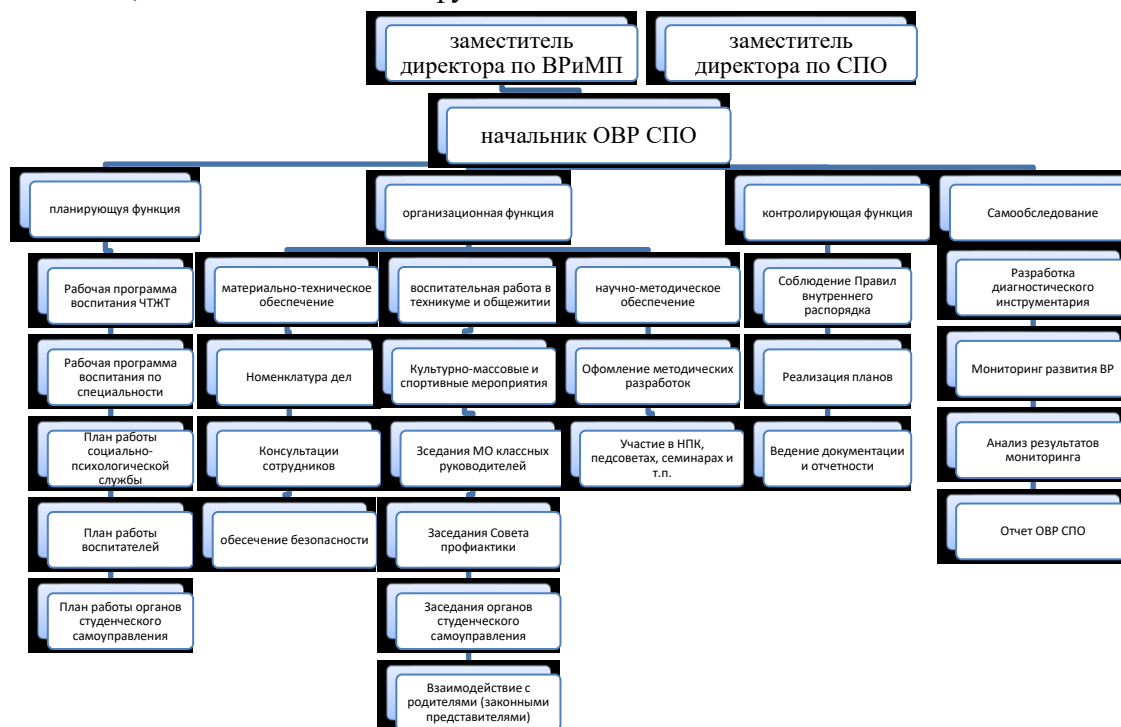 заместитель
директора по ВРиМП
заместитель
директора по СПО
начальник ОВР СПО
планирующуя функция
организационная функция
контролирующая функция
Самообследование
Рабочая программа
воспитания ЧТЖТ
Рабочая программа
воспитания по
специальности
План работы
социально-
психологической
службы
План работы
воспитателей
План работы органов
студенческого
самоуправления
материально-техническое
обеспечение
Номенклатура дел
Консультации
сотрудников
обесечение безопасности
воспитательная работа в
техникуме и общежитии
Культурно-массовые и
спортивные мероприятия
Зседания МО классных
руководителей
Заседания Совета
профиактики
Заседания органов
студенческого
самоуправления
Взаимодействие с
родителями (законными
представителями)
научно-методическое
обеспечение
Офомление методических
разработок
Участие в НПК,
педсоветах, семинарах и
т.п.
Соблюдение Правил
внутреннего
распорядка
Реализация планов
Ведение документации
и отчетности
Разработка
диагностического
инструментария
Мониторинг развития ВР
Анализ результатов
мониторинга
Отчет ОВР СПО